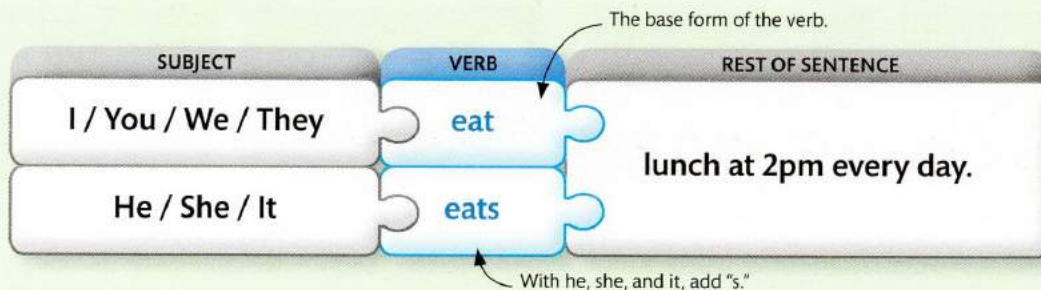 The base form of the verb.
SUBJECT VERB REST OF SENTENCE
I / You / We / They eat
lunch at 2pm every day.
He / She / It eats
With he, she, and it, add “s.”